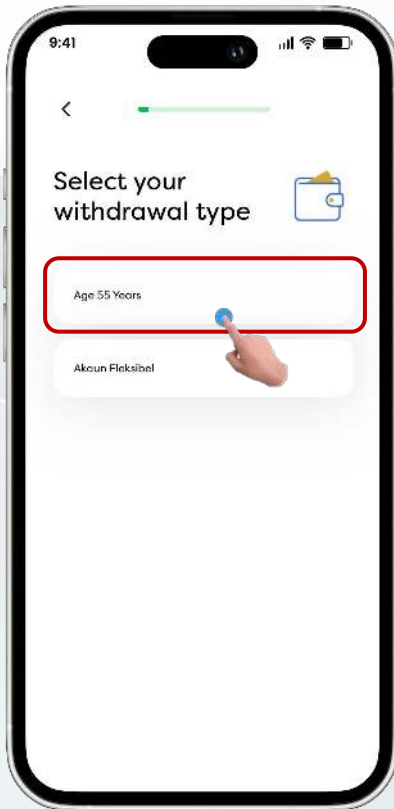 9:41
Select your
withdrawal type
Age 55 Years
Akaun Fleksibel